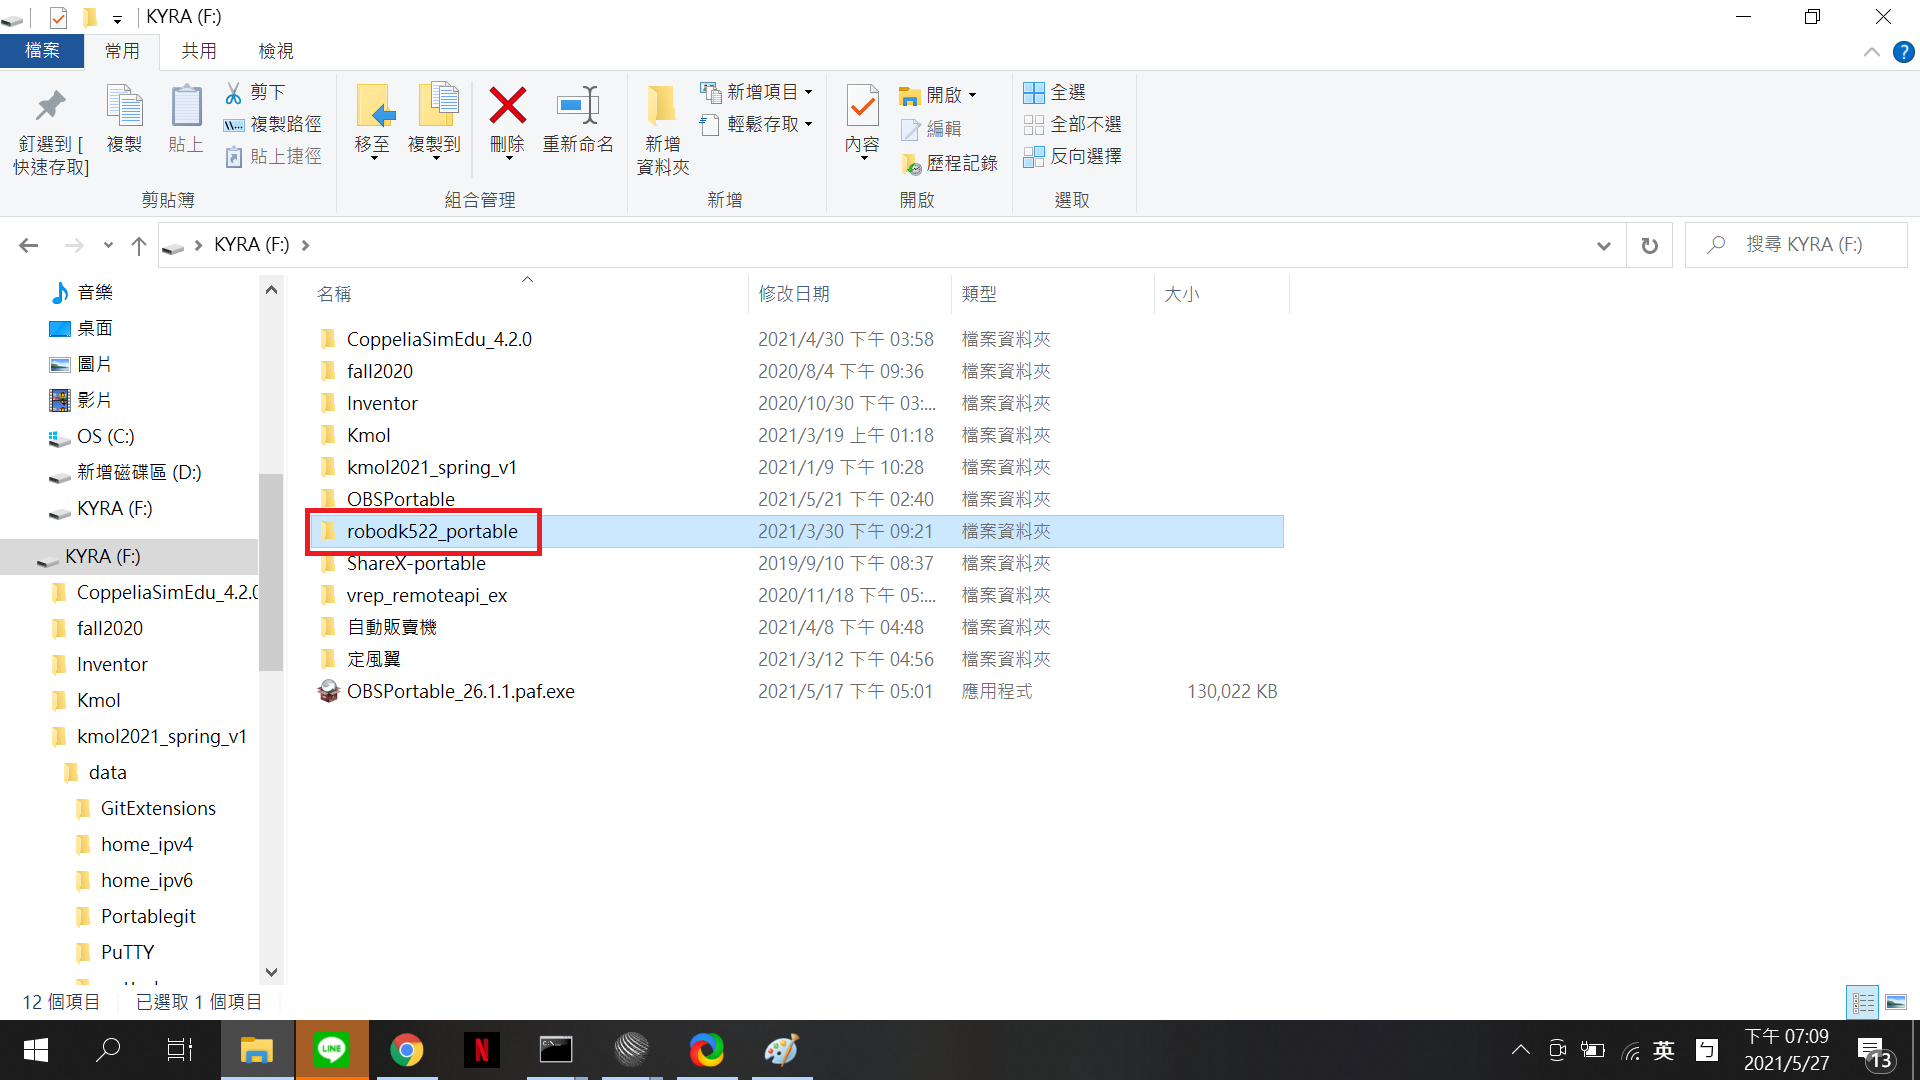 KYRA (F:)
檔案 常用 共用 檢視
釘選到 [快速存取]
複製
貼上
剪下
複製路徑
貼上捷徑
剪貼簿
移至
複製到
刪除
重新命名
組合管理
新增資料夾
新增項目
輕鬆存取
新增
內容
開啟
編輯
歷程記錄
開啟
全選
全部不選
反向選擇
選取
KYRA (F:)
搜尋 KYRA (F:)
音樂
桌面
圖片
影片
OS (C:)
新增磁碟區 (D:)
KYRA (F:)
KYRA (F:)
CoppeliaSimEdu_4.2.0
fall2020
Inventor
Kmol
kmol2021_spring_v1
data
GitExtensions
home_ipv4
home_ipv6
Portablegit
PuTTY
名稱 修改日期 類型 大小
CoppeliaSimEdu_4.2.0 2021/4/30 下午 03:58 檔案資料夾
fall2020 2020/8/4 下午 09:36 檔案資料夾
Inventor 2020/10/30 下午 03:... 檔案資料夾
Kmol 2021/3/19 上午 01:18 檔案資料夾
kmol2021_spring_v1 2021/1/9 下午 10:28 檔案資料夾
OBSPortable 2021/5/21 下午 02:40 檔案資料夾
robodk522_portable 2021/3/30 下午 09:21 檔案資料夾
ShareX-portable 2019/9/10 下午 08:37 檔案資料夾
vrep_remoteapi_ex 2020/11/18 下午 05:... 檔案資料夾
自動販賣機 2021/4/8 下午 04:48 檔案資料夾
定風翼 2021/3/12 下午 04:56 檔案資料夾
OBSPortable_26.1.1.paf.exe 2021/5/17 下午 05:01 應用程式 130,022 KB
12 個項目 已選取 1 個項目
LINE
N
英
下午 07:09
2021/5/27
13